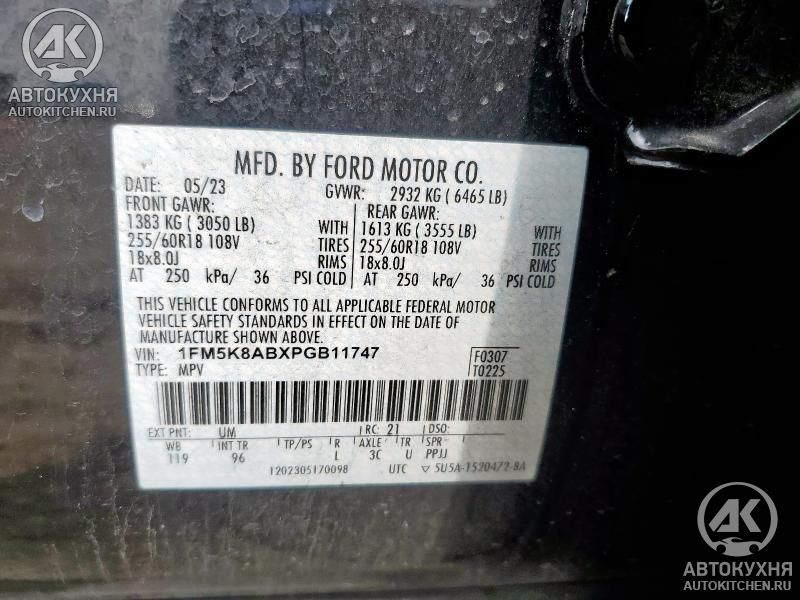 АК
АВТОКУХНЯ
AUTOKITCHEN.RU
MFD. BY FORD MOTOR CO.
DATE: 05/23 GVWR: 2932 KG ( 6465 LB)
FRONT GAWR: REAR GAWR:
1383 KG ( 3050 LB) WITH 1613 KG ( 3555 LB) WITH
255/60R18 108V TIRES 255/60R18 108V TIRES
18x8.0J RIMS 18x8.0J RIMS
AT 250 kPa/ 36 PSI COLD AT 250 kPa/ 36 PSI COLD
THIS VEHICLE CONFORMS TO ALL APPLICABLE FEDERAL MOTOR
VEHICLE SAFETY STANDARDS IN EFFECT ON THE DATE OF
MANUFACTURE SHOWN ABOVE.
VIN: 1FM5K8ABXPGB11747 F0307
TYPE: MPV T0225
EXT PNT: UM RC: 21 DSO:
WB INT TR TP/PS R AXLE TR SPR
119 96 L 3C U PPJJ
1202305170098 UTC ▽ 5U5A-1520472-BA
АК
АВТОКУХНЯ
AUTOKITCHEN.RU